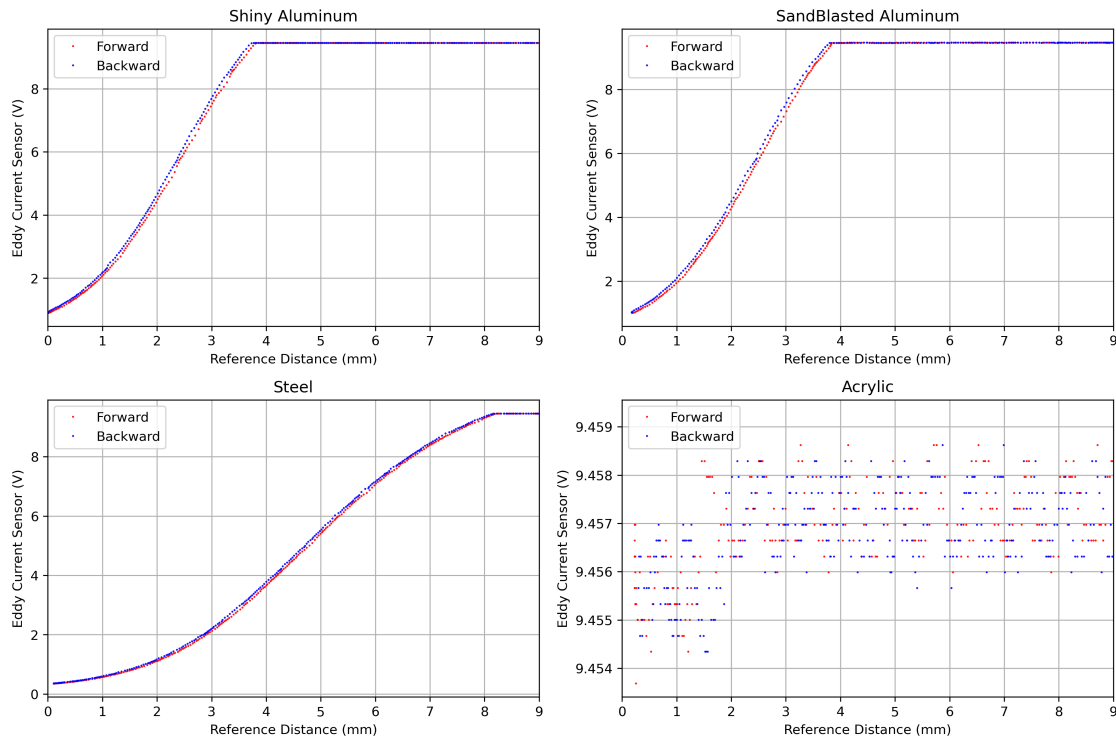 Shiny Aluminum
Forward
Backward
Eddy Current Sensor (V)
8
6
4
2
0 1 2 3 4 5 6 7 8 9
Reference Distance (mm)
SandBlasted Aluminum
Forward
Backward
Eddy Current Sensor (V)
8
6
4
2
0 1 2 3 4 5 6 7 8 9
Reference Distance (mm)
Steel
Forward
Backward
Eddy Current Sensor (V)
8
6
4
2
0
0 1 2 3 4 5 6 7 8 9
Reference Distance (mm)
Acrylic
Forward
Backward
Eddy Current Sensor (V)
9.459
9.458
9.457
9.456
9.455
9.454
0 1 2 3 4 5 6 7 8 9
Reference Distance (mm)